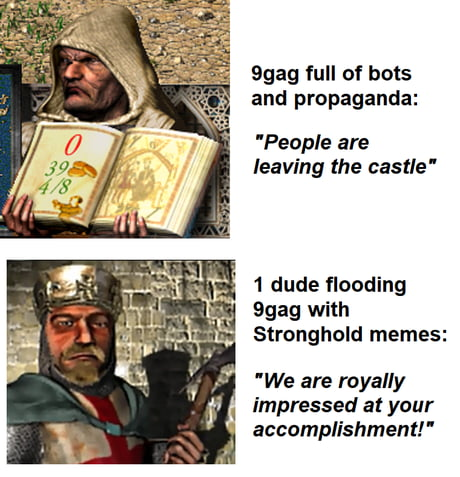 9gag full of bots
and propaganda:
"People are
leaving the castle"
0
39
4/8
1 dude flooding
9gag with
Stronghold memes:
"We are royally
impressed at your
accomplishment!"